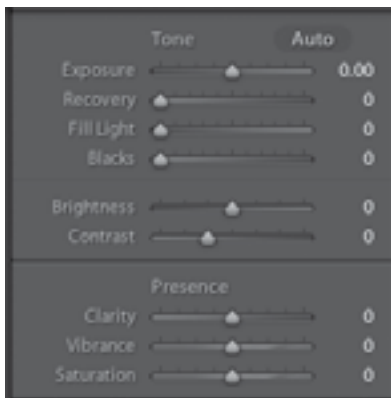 Tone Auto
Exposure 0.00
Recovery 0
Fill Light 0
Blacks 0
Brightness 0
Contrast 0
Presence
Clarity 0
Vibrance 0
Saturation 0